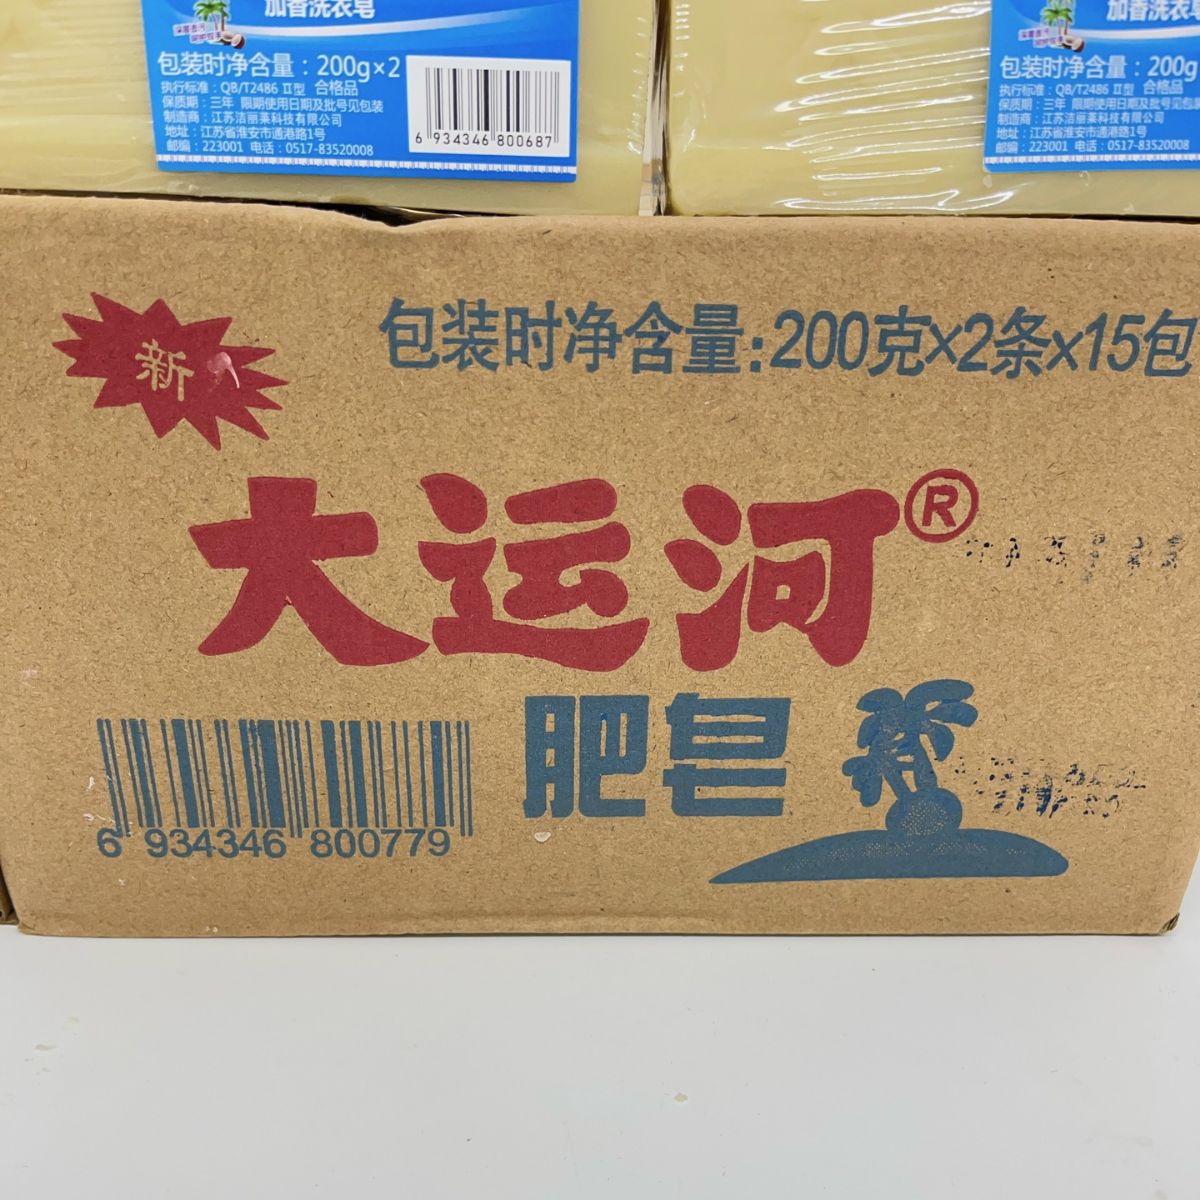 加香洗衣皂
加香洗衣皂
包装时净含量：200g×2
执行标准：QB/T2486 Ⅱ型 合格品
保质期：三年 限期使用日期及批号见包装
制造商：江苏洁丽莱科技有限公司
地址：江苏省淮安市通港路1号
邮编：223001 电话：0517-83520008
6 934346 800687
包装时净含量：200g
执行标准：QB/T2486 Ⅱ型 合格品
保质期：三年 限期使用日期及批号见包装
制造商：江苏洁丽莱科技有限公司
地址：江苏省淮安市通港路1号
邮编：223001 电话：0517-83520008
新
包装时净含量:200克×2条×15包
大运河®
肥皂
6 934346 800779